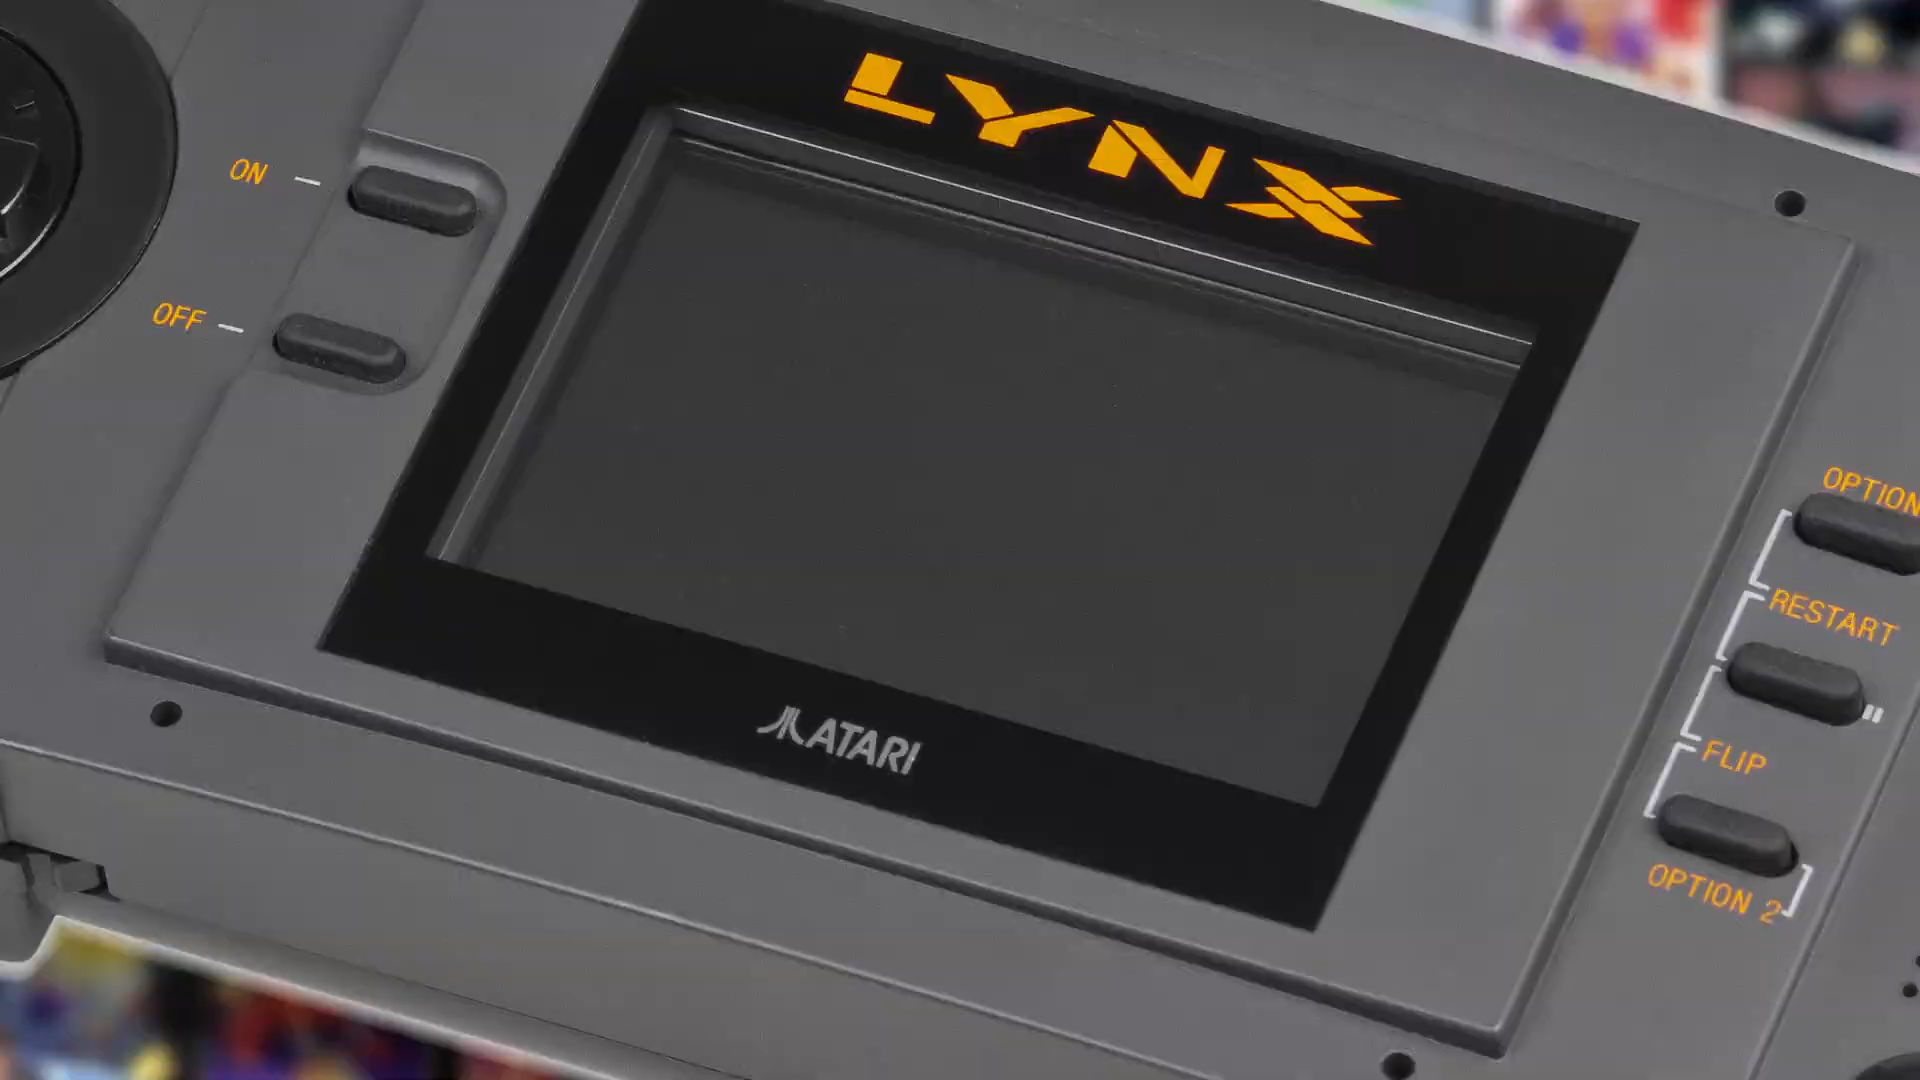 LYNX
ON
OFF
OPTION
RESTART
FLIP
OPTION 2
ATARI